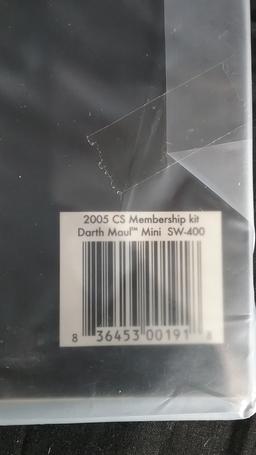 2005 CS Membership kit
Darth Maul™ Mini SW-400
8 36453 00191 8